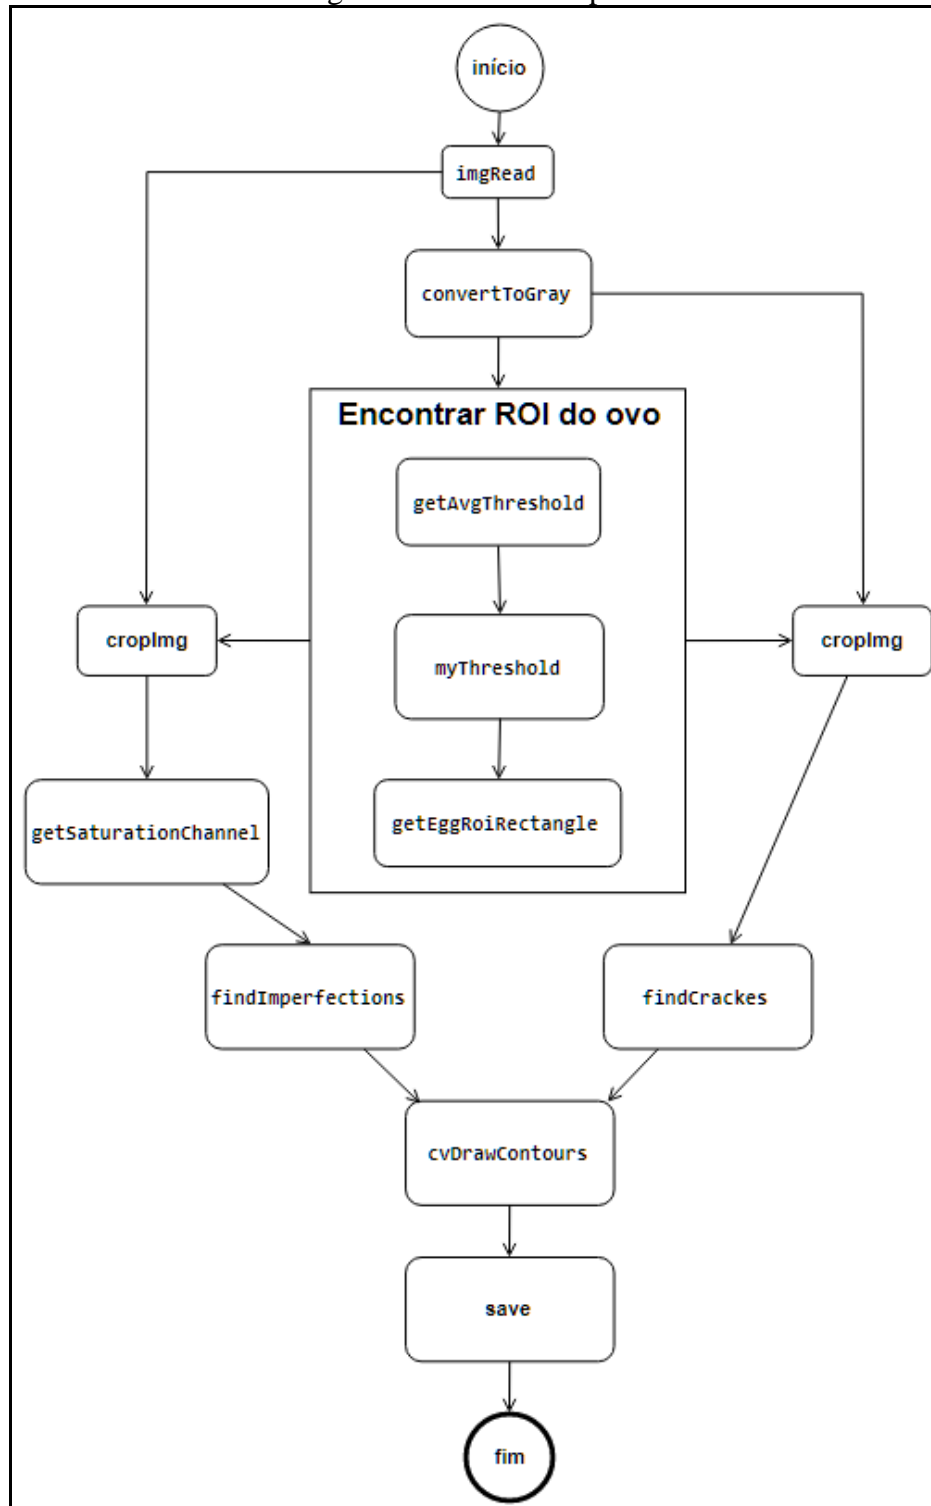 início
imgRead
convertToGray
Encontrar ROI do ovo
getAvgThreshold
cropImg
myThreshold
cropImg
getSaturationChannel
getEggRoiRectangle
findImperfections
findCrackes
cvDrawContours
save
fim